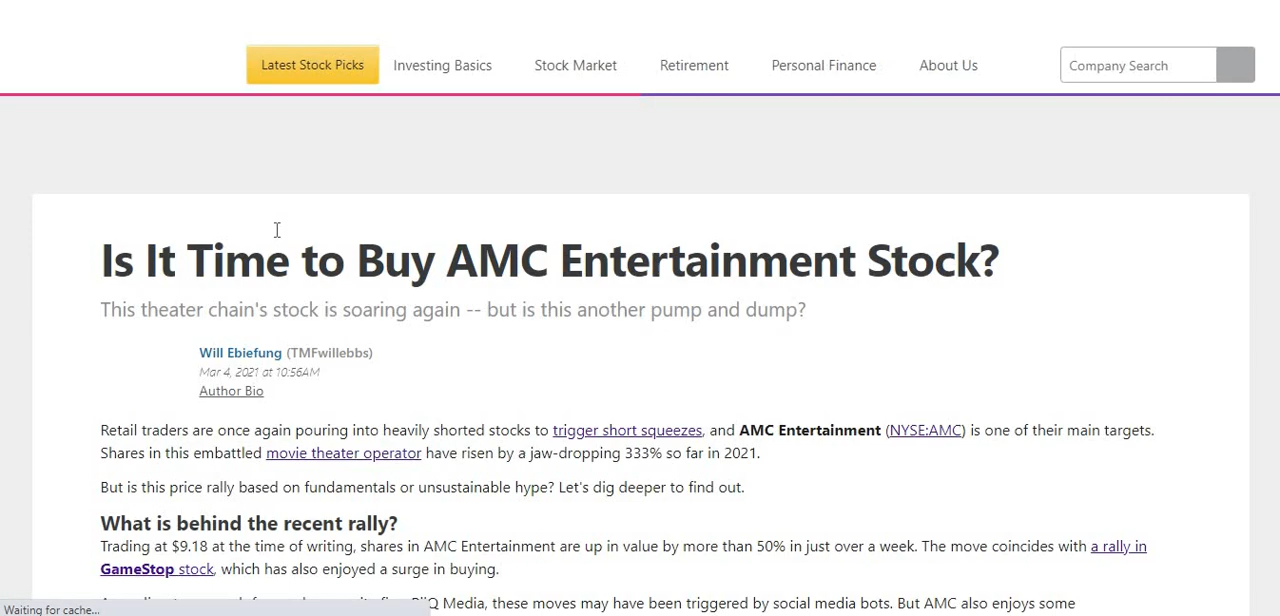 Latest Stock Picks Investing Basics Stock Market Retirement Personal Finance About Us Company Search
Is It Time to Buy AMC Entertainment Stock?
This theater chain's stock is soaring again -- but is this another pump and dump?
Will Ebiefung (TMFwillebbs)
Mar 4, 2021 at 10:56AM
Author Bio
Retail traders are once again pouring into heavily shorted stocks to trigger short squeezes, and AMC Entertainment (NYSE:AMC) is one of their main targets.
Shares in this embattled movie theater operator have risen by a jaw-dropping 333% so far in 2021.
But is this price rally based on fundamentals or unsustainable hype? Let's dig deeper to find out.
What is behind the recent rally?
Trading at $9.18 at the time of writing, shares in AMC Entertainment are up in value by more than 50% in just over a week. The move coincides with a rally in
GameStop stock, which has also enjoyed a surge in buying.
Media, these moves may have been triggered by social media bots. But AMC also enjoys some
Waiting for cache...